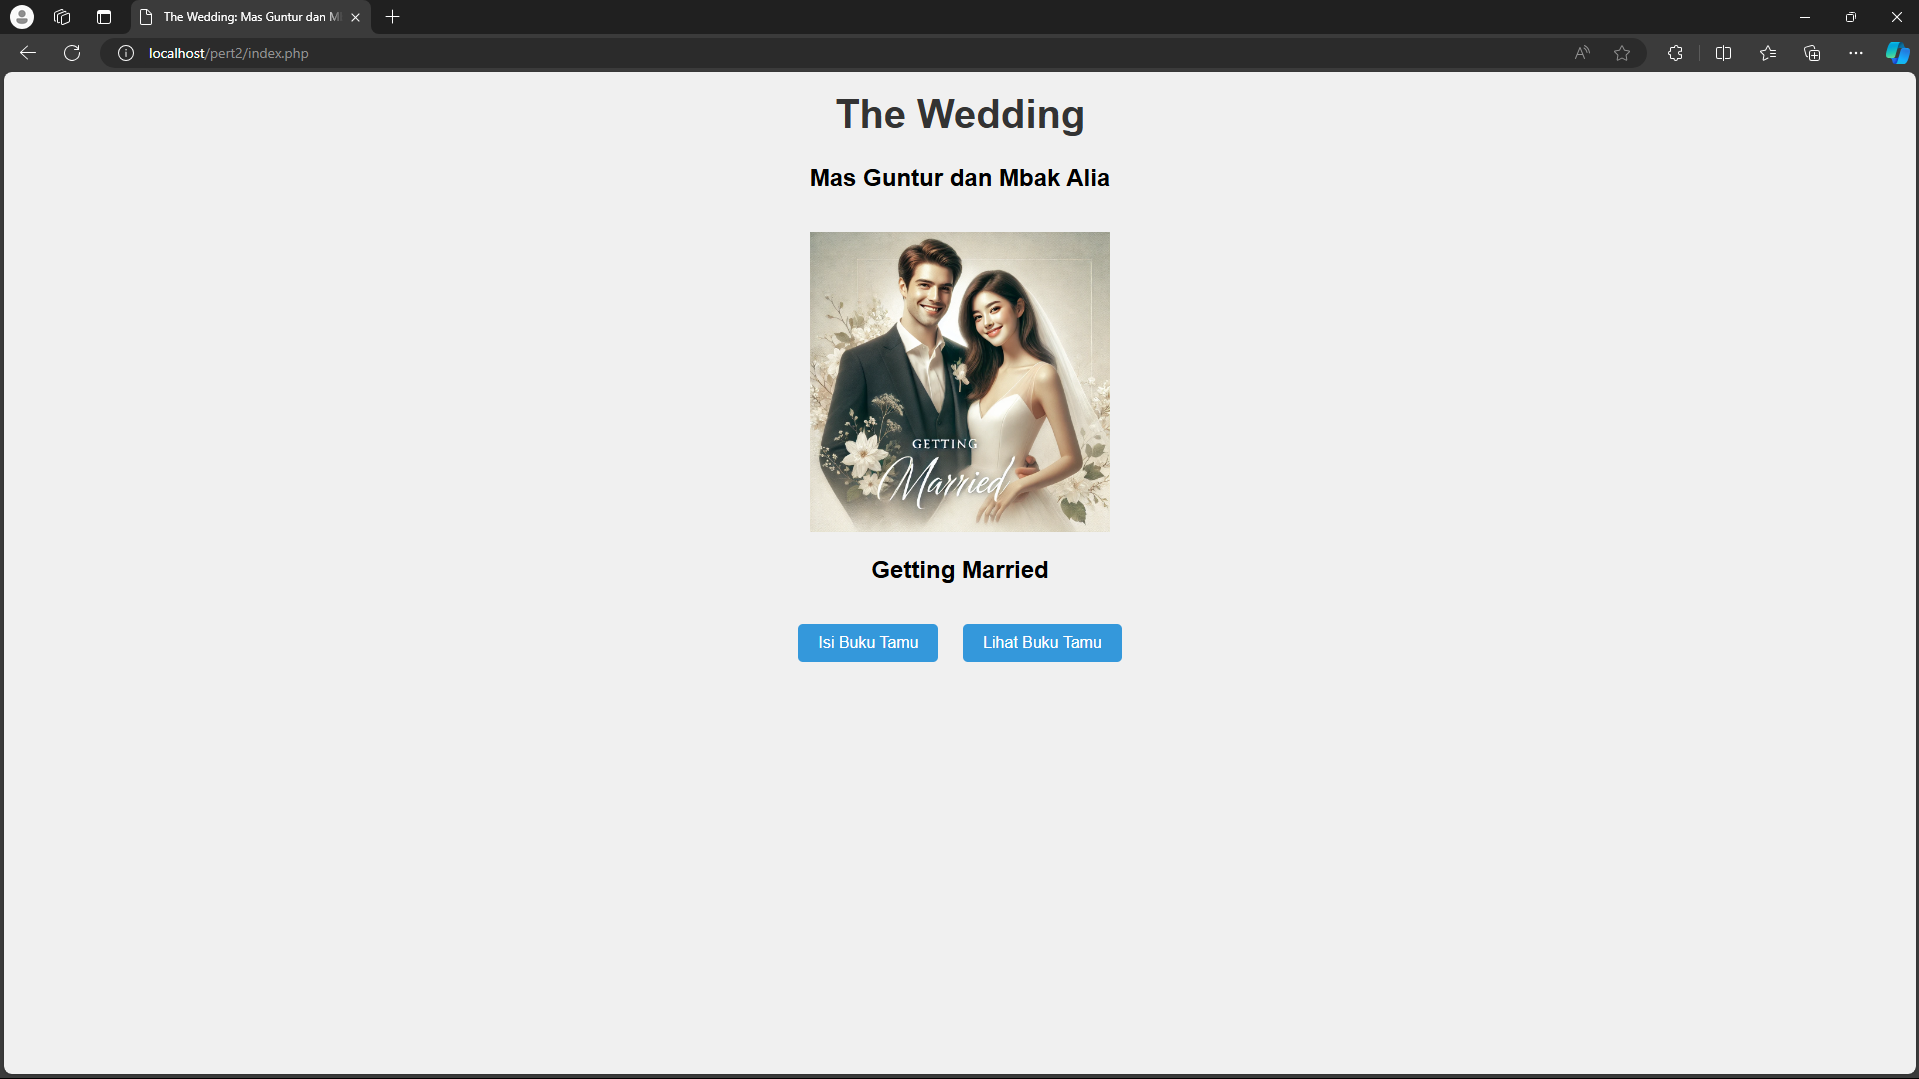 The Wedding: Mas Guntur dan M
localhost/pert2/index.php
The Wedding
Mas Guntur dan Mbak Alia
GETTING
Married
Getting Married
Isi Buku Tamu
Lihat Buku Tamu